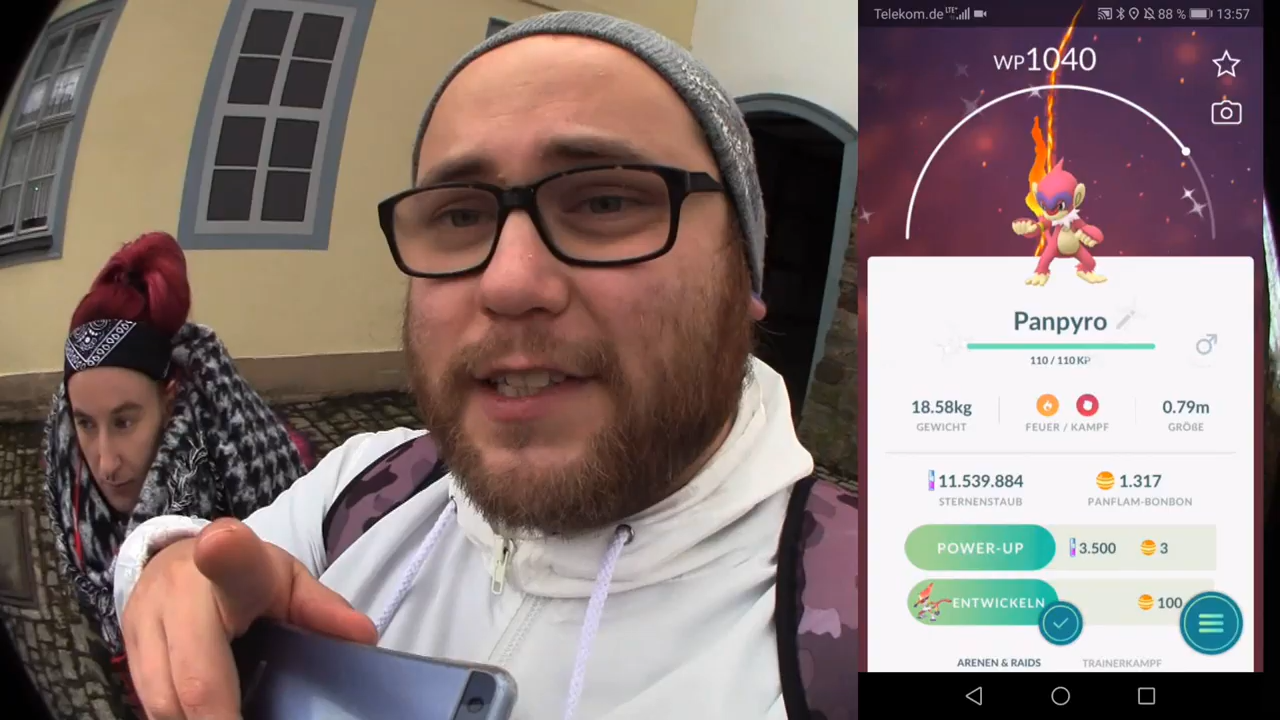 Telekom.de LTE 88 % 13:57
WP1040
Panpyro
110 / 110 KP
18.58kg 0.79m
GEWICHT FEUER / KAMPF GRÖßE
11.539.884 1.317
STERNENSTAUB PANFLAM-BONBON
POWER-UP 3.500 3
ENTWICKELN 100
ARENEN & RAIDS TRAINERKAMPF